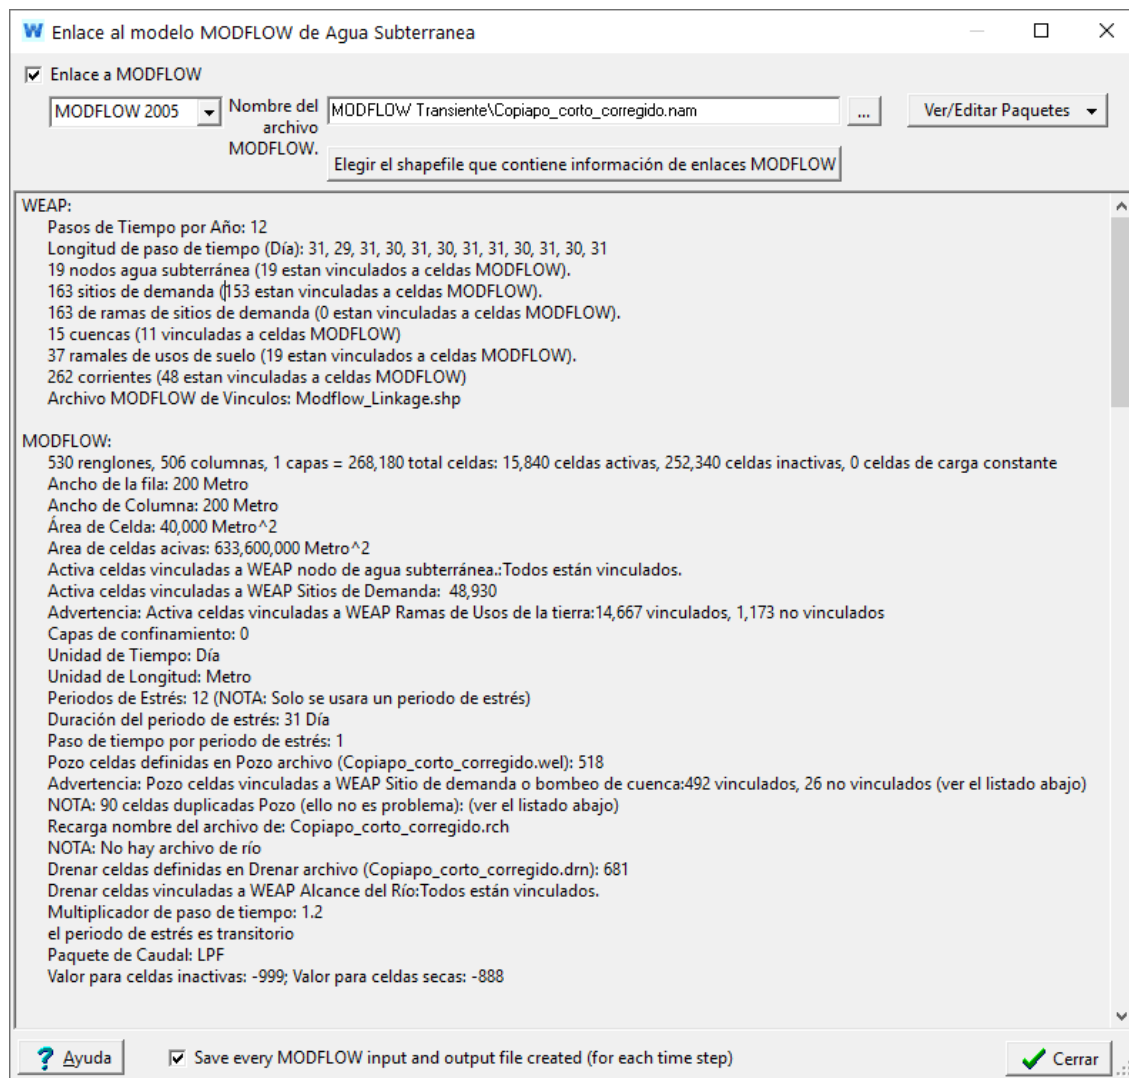 W Enlace al modelo MODFLOW de Agua Subterranea
Enlace a MODFLOW
MODFLOW 2005
Nombre del archivo MODFLOW.
MODFLOW Transiente\Copiapo_corto_corregido.nam
...
Ver/Editar Paquetes
Elegir el shapefile que contiene información de enlaces MODFLOW
WEAP:
Pasos de Tiempo por Año: 12
Longitud de paso de tiempo (Día): 31, 29, 31, 30, 31, 30, 31, 31, 30, 31, 30, 31
19 nodos agua subterránea (19 estan vinculados a celdas MODFLOW).
163 sitios de demanda (153 estan vinculadas a celdas MODFLOW).
163 de ramas de sitios de demanda (0 estan vinculadas a celdas MODFLOW).
15 cuencas (11 vinculadas a celdas MODFLOW)
37 ramales de usos de suelo (19 estan vinculados a celdas MODFLOW).
262 corrientes (48 estan vinculadas a celdas MODFLOW)
Archivo MODFLOW de Vinculos: Modflow_Linkage.shp
MODFLOW:
530 renglones, 506 columnas, 1 capas = 268,180 total celdas: 15,840 celdas activas, 252,340 celdas inactivas, 0 celdas de carga constante
Ancho de la fila: 200 Metro
Ancho de Columna: 200 Metro
Área de Celda: 40,000 Metro^2
Area de celdas acivas: 633,600,000 Metro^2
Activa celdas vinculadas a WEAP nodo de agua subterránea.:Todos están vinculados.
Activa celdas vinculadas a WEAP Sitios de Demanda:  48,930
Advertencia: Activa celdas vinculadas a WEAP Ramas de Usos de la tierra:14,667 vinculados, 1,173 no vinculados
Capas de confinamiento: 0
Unidad de Tiempo: Día
Unidad de Longitud: Metro
Periodos de Estrés: 12 (NOTA: Solo se usara un periodo de estrés)
Duración del periodo de estrés: 31 Día
Paso de tiempo por periodo de estrés: 1
Pozo celdas definidas en Pozo archivo (Copiapo_corto_corregido.wel): 518
Advertencia: Pozo celdas vinculadas a WEAP Sitio de demanda o bombeo de cuenca:492 vinculados, 26 no vinculados (ver el listado abajo)
NOTA: 90 celdas duplicadas Pozo (ello no es problema): (ver el listado abajo)
Recarga nombre del archivo de: Copiapo_corto_corregido.rch
NOTA: No hay archivo de río
Drenar celdas definidas en Drenar archivo (Copiapo_corto_corregido.drn): 681
Drenar celdas vinculadas a WEAP Alcance del Río:Todos están vinculados.
Multiplicador de paso de tiempo: 1.2
el periodo de estrés es transitorio
Paquete de Caudal: LPF
Valor para celdas inactivas: -999; Valor para celdas secas: -888
? Ayuda
Save every MODFLOW input and output file created (for each time step)
Cerrar